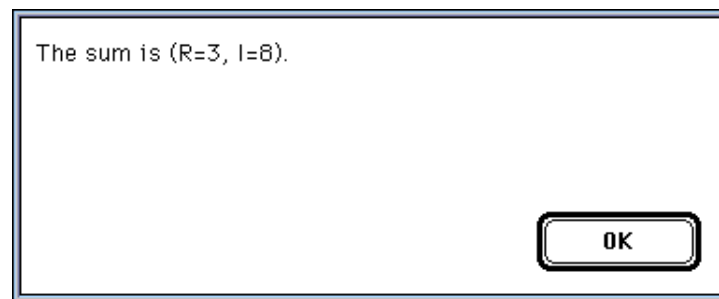 The sum is (R=3, I=8).
OK